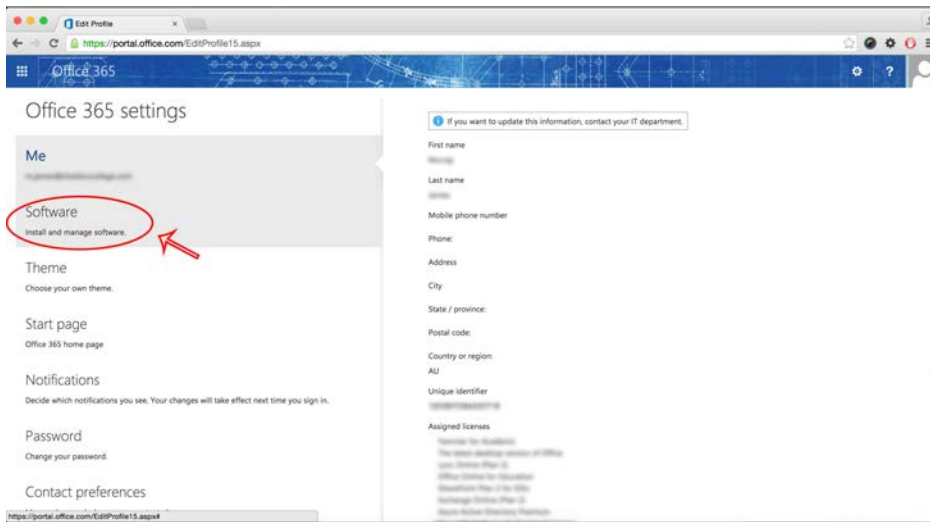 Edit Profile
https://portal.office.com/EditProfile15.aspx
Office 365
?
Office 365 settings
Me
Software
Install and manage software.
Theme
Choose your own theme.
Start page
Office 365 home page
Notifications
Decide which notifications you see. Your changes will take effect next time you sign in.
Password
Change your password.
Contact preferences
https://portal.office.com/EditProfile15.aspx#
If you want to update this information, contact your IT department.
First name
Last name
Mobile phone number
Phone:
Address
City
State / province:
Postal code:
Country or region:
AU
Unique identifier
Assigned licenses